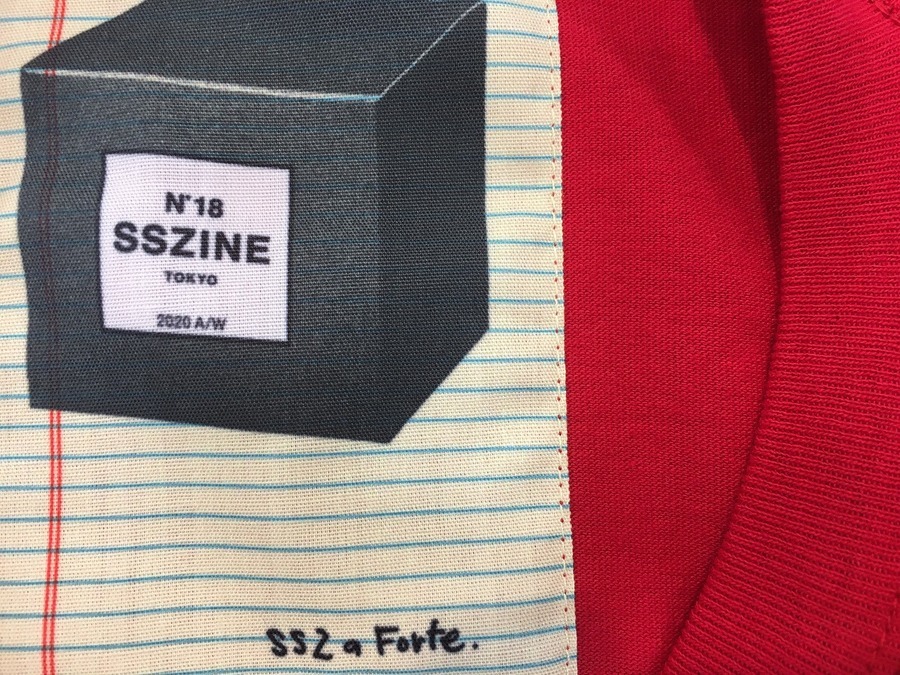 N°18
SSZINE
TOKYO
2020 A/W
SSZ a Forte.